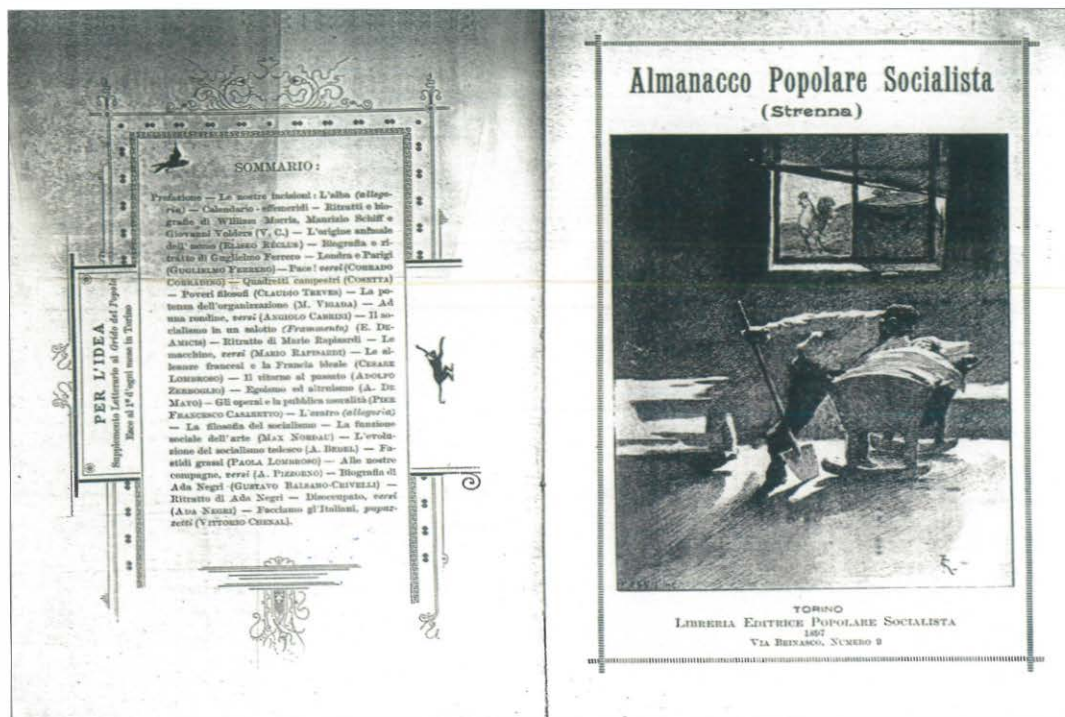 SOMMARIO:
Prefazione — Le nostre incisioni: L'alba (allego-
ria) — Calendario-effemeridi — Ritratti e bio-
grafie di William Morris, Maurizio Schiff e
Giovanni Volders (V. C.) — L'origine animale
dell'uomo (ELISEO RÉCLUS) — Biografia e ri-
tratto di Guglielmo Ferrero — Londra e Parigi
(GUGLIELMO FERRERO) — Pace! versi (CORRADO
CORRADINO) — Quadretti campestri (COSETTA)
— Poveri filosofi (CLAUDIO TREVES) — La po-
tenza dell'organizzazione (M. VRIADA) — Ad
una rondine, versi (ANGIOLO CABRINI) — Il so-
cialismo in un salotto (Frammento) (E. DE-
AMICIS) — Ritratto di Mario Rapisardi — Le
macchine, versi (MARIO RAPISARDI) — Le al-
leanze francesi e la Francia ideale (CESARE
LOMBROSO) — Il ritorno al passato (ADOLFO
ZERBOGLIO) — Egoismo ed altruismo (A. DE
MAYO) — Gli operai e la pubblica moralità (PIER
FRANCESCO CASARETTO) — L'centro (allegoria)
— La filosofia del socialismo — La funzione
sociale dell'arte (MAX NORDAU) — L'evolu-
zione del socialismo tedesco (A. BEBEL) — Fa-
stidi grassi (PAOLA LOMBROSO) — Alle nostre
compagne, versi (A. PIZZORNO) — Biografia di
Ada Negri (GUSTAVO BALSAMO-CRIVELLI) —
Ritratto di Ada Negri — Disoccupato, versi
(ADA NEGRI) — Facciamo gl'Italiani, pupaz-
zetti (VITTORIO CHENAL).
PER L'IDEA
Supplemento Letterario al Grido del Popolo
Esce al 1° d'ogni mese in Torino
Almanacco Popolare Socialista
(Strenna)
TORINO
LIBRERIA EDITRICE POPOLARE SOCIALISTA
1897
VIA BEINASCO, NUMERO 9